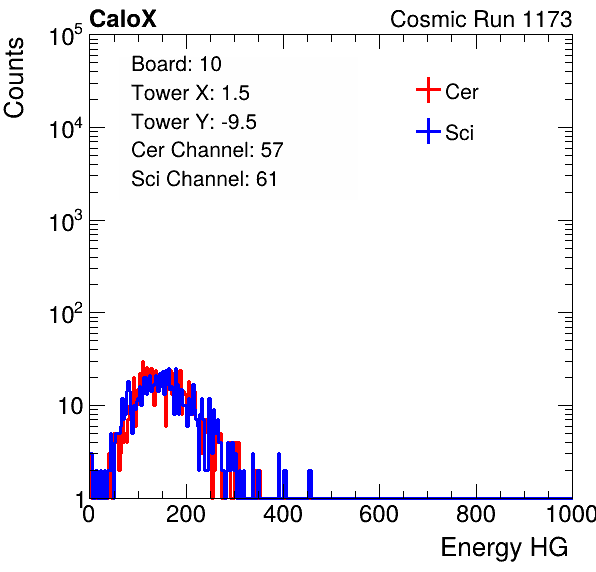 CaloX Cosmic Run 1173
Counts
10^5
10^4
10^3
10^2
10
1
Board: 10
Tower X: 1.5
Tower Y: -9.5
Cer Channel: 57
Sci Channel: 61
Cer
Sci
0 200 400 600 800 1000
Energy HG